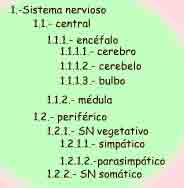 1.-Sistema nervioso
1.1.- central
1.1.1.- encéfalo
1.1.1.1.- cerebro
1.1.1.2.- cerebelo
1.1.1.3.- bulbo
1.1.2.- médula
1.2.- periférico
1.2.1.- SN vegetativo
1.2.1.1.- simpático
1.2.1.2.-parasimpático
1.2.2.- SN somático